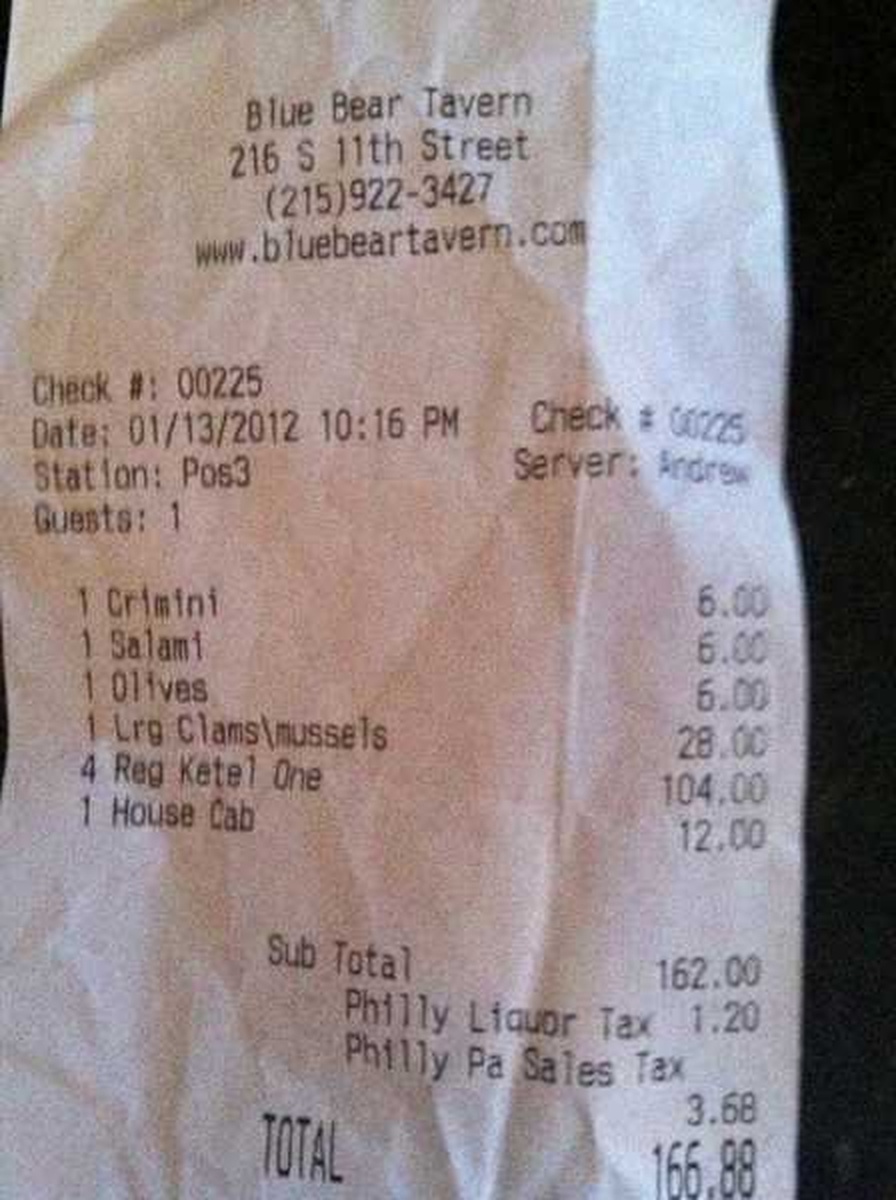 Blue Bear Tavern
216 S 11th Street
(215)922-3427
www.bluebeartavern.com
Check #: 00225
Date: 01/13/2012 10:16 PM Check # 00225
Station: Pos3 Server: Andrew
Guests: 1
1 Crimini 6.00
1 Salami 6.00
1 Olives 6.00
1 Lrg Clams\mussels 28.00
4 Reg Ketel One 104.00
1 House Cab 12.00
Sub Total 162.00
Philly Liquor Tax 1.20
Philly Pa Sales Tax
3.68
TOTAL 166.88